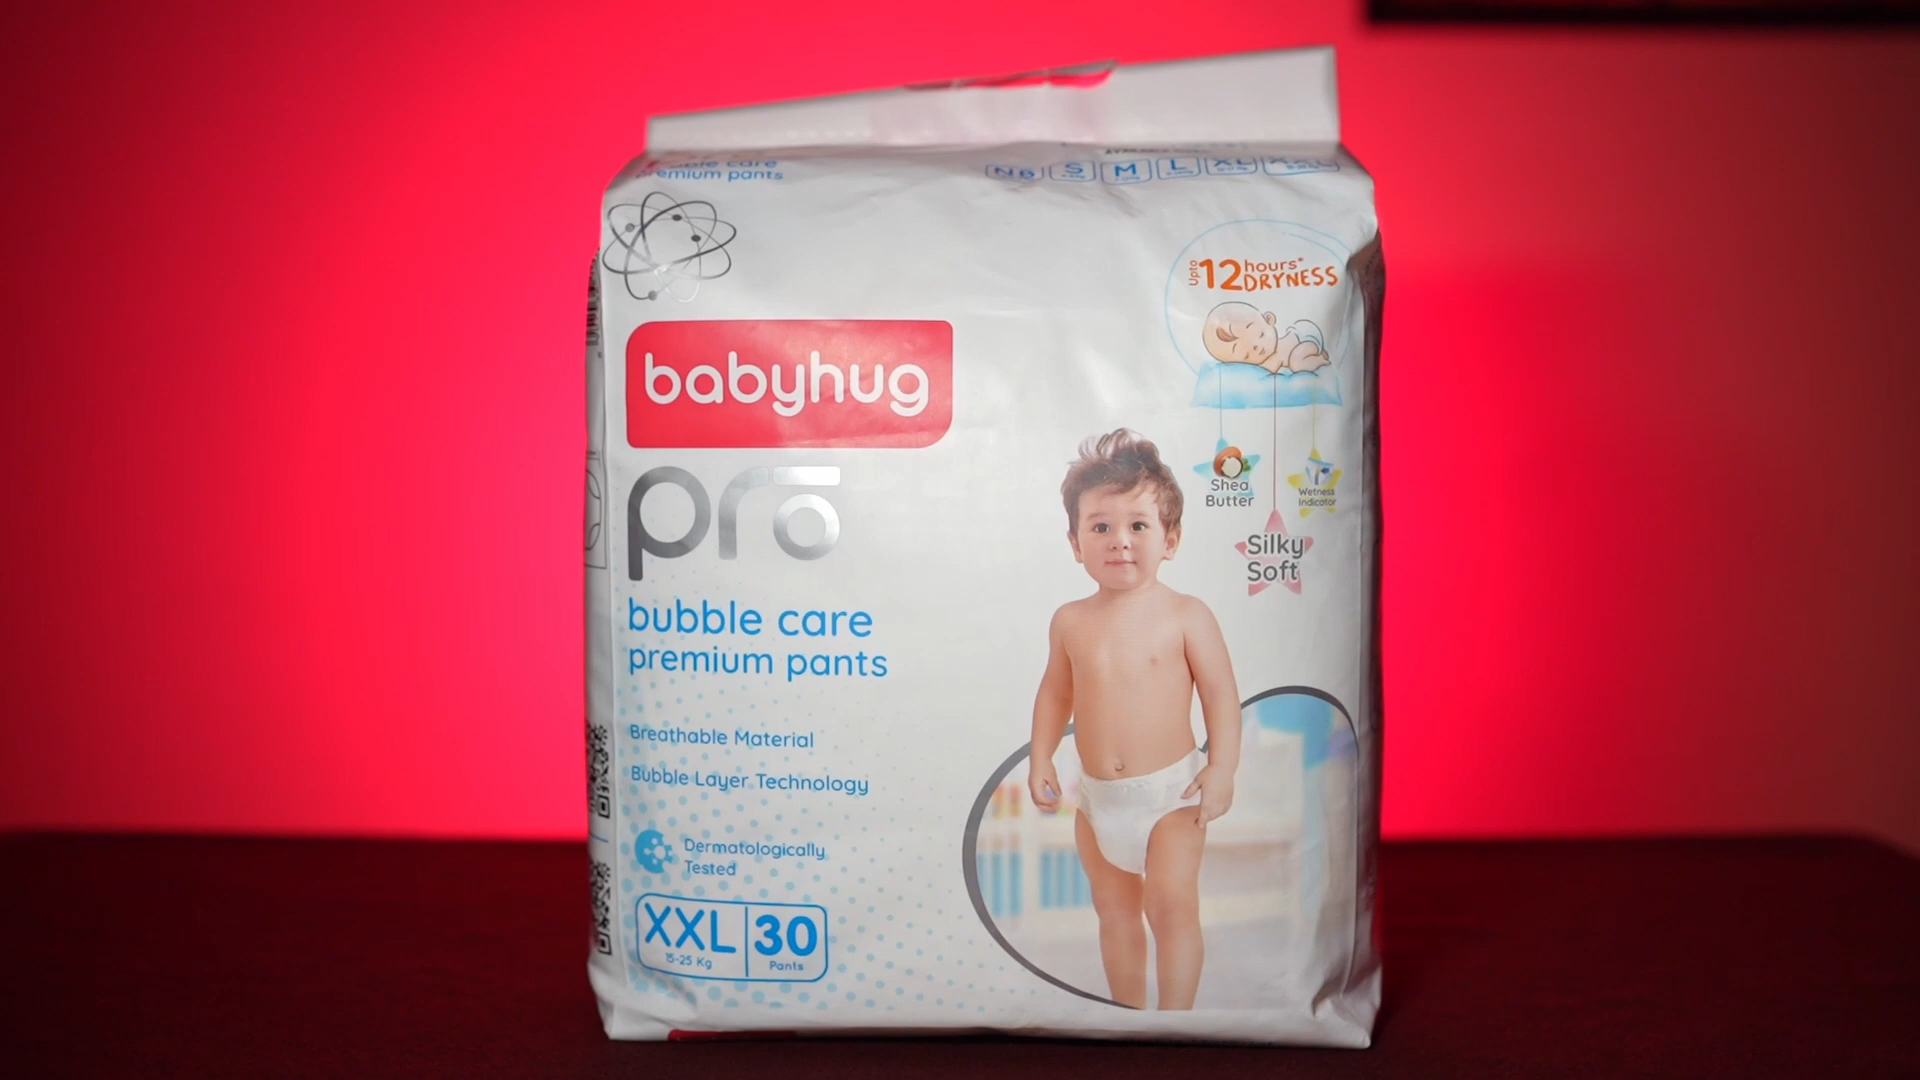 bubble care
premium pants
NB S M L XL XXL
Upto 12 hours*
DRYNESS
babyhug
pro
Shea
Butter
Wetness
Indicator
Silky
Soft
bubble care
premium pants
Breathable Material
Bubble Layer Technology
Dermatologically
Tested
XXL 30
15-25 Kg Pants